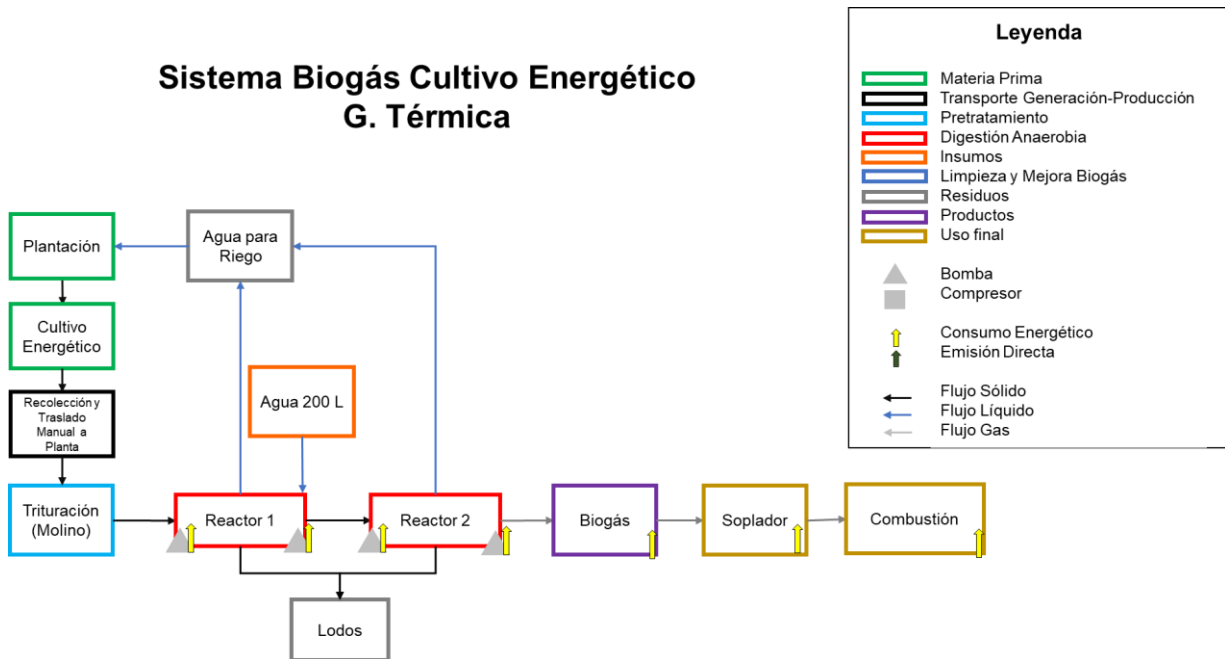 Sistema Biogás Cultivo Energético
G. Térmica
Leyenda
Materia Prima
Transporte Generación-Producción
Pretratamiento
Digestión Anaerobia
Insumos
Limpieza y Mejora Biogás
Residuos
Productos
Uso final
Bomba
Compresor
Consumo Energético
Emisión Directa
Flujo Sólido
Flujo Líquido
Flujo Gas
Plantación
Agua para
Riego
Cultivo
Energético
Agua 200 L
Recolección y
Traslado
Manual a
Planta
Trituración
(Molino)
Reactor 1
Reactor 2
Biogás
Soplador
Combustión
Lodos